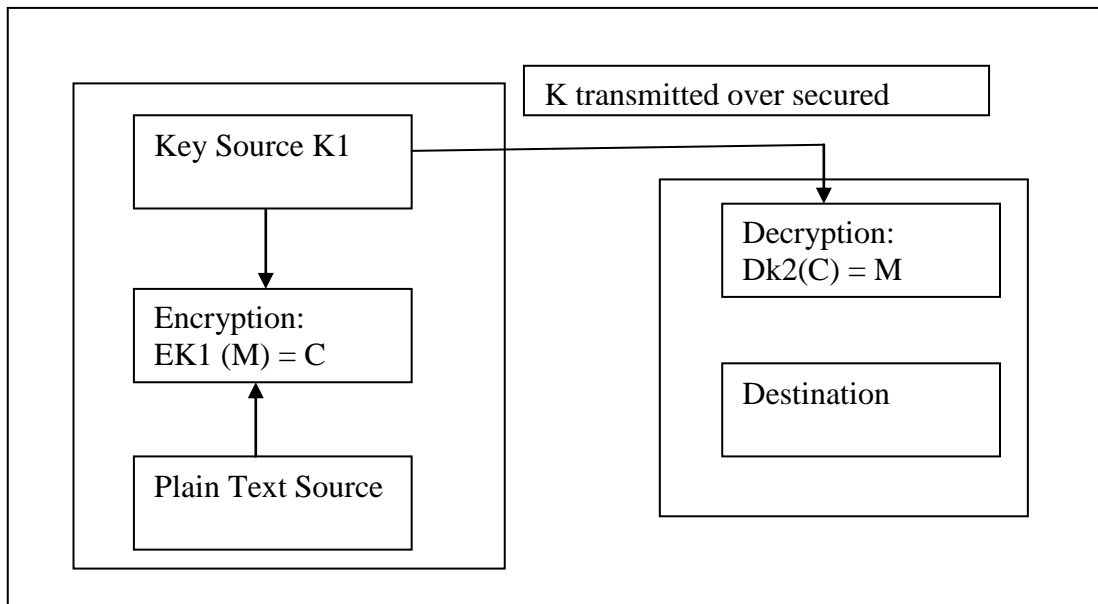 K transmitted over secured
Key Source K1
Decryption:
Dk2(C) = M
Encryption:
EK1 (M) = C
Destination
Plain Text Source